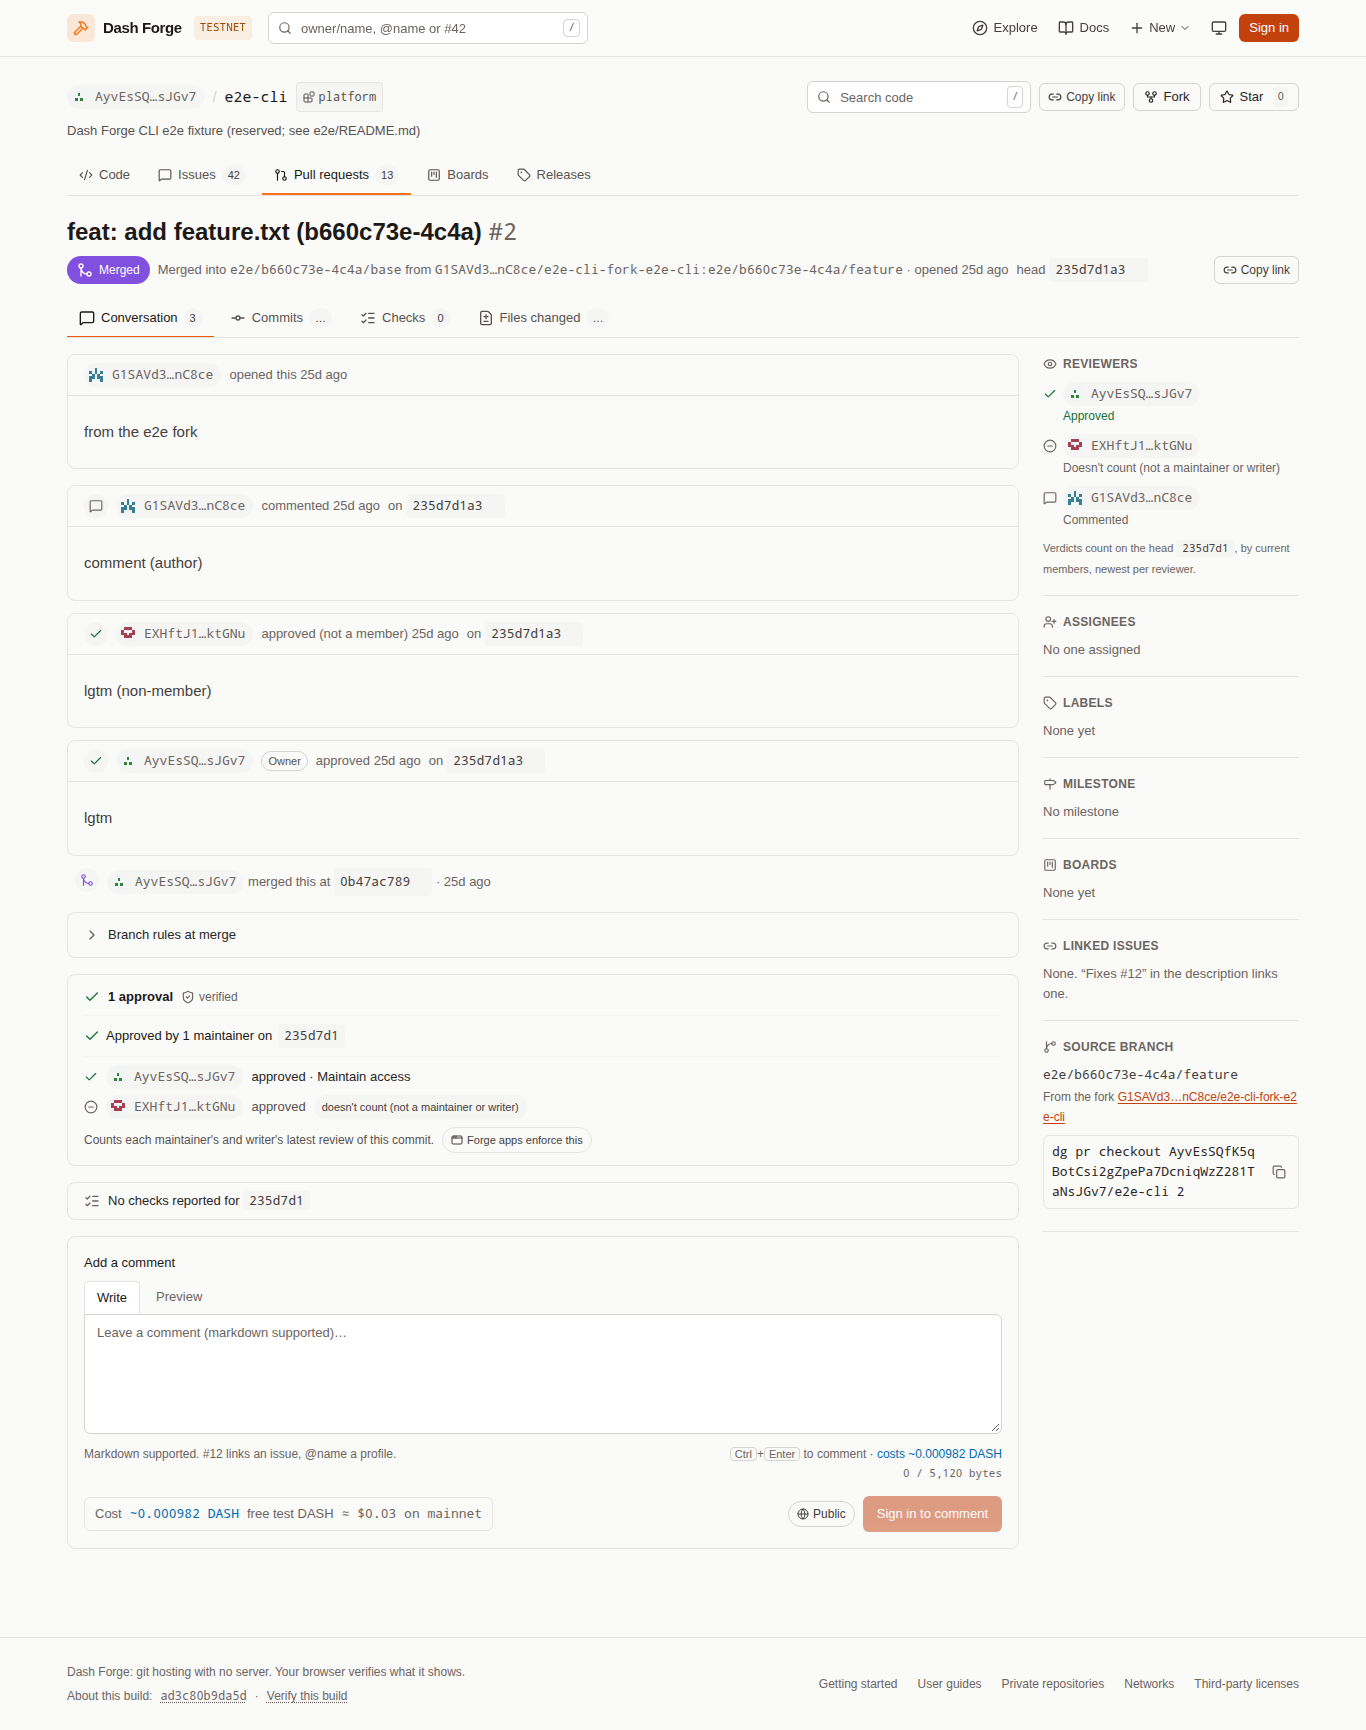 Dash Forge TESTNET owner/name, @name or #42 / Explore Docs New Sign in
AyvEsSQ…sJGv7 / e2e-cli platform Search code / Copy link Fork Star 0
Dash Forge CLI e2e fixture (reserved; see e2e/README.md)
Code Issues 42 Pull requests 13 Boards Releases
feat: add feature.txt (b660c73e-4c4a) #2
Merged Merged into e2e/b660c73e-4c4a/base from G1SAVd3…nC8ce/e2e-cli-fork-e2e-cli:e2e/b660c73e-4c4a/feature · opened 25d ago head 235d7d1a3 Copy link
Conversation 3 Commits … Checks 0 Files changed …
G1SAVd3…nC8ce opened this 25d ago
from the e2e fork
G1SAVd3…nC8ce commented 25d ago on 235d7d1a3
comment (author)
EXHftJ1…ktGNu approved (not a member) 25d ago on 235d7d1a3
lgtm (non-member)
AyvEsSQ…sJGv7 Owner approved 25d ago on 235d7d1a3
lgtm
AyvEsSQ…sJGv7 merged this at 0b47ac789 · 25d ago
Branch rules at merge
1 approval verified
Approved by 1 maintainer on 235d7d1
AyvEsSQ…sJGv7 approved · Maintain access
EXHftJ1…ktGNu approved doesn't count (not a maintainer or writer)
Counts each maintainer's and writer's latest review of this commit. Forge apps enforce this
No checks reported for 235d7d1
Add a comment
Write Preview
Leave a comment (markdown supported)…
Markdown supported. #12 links an issue, @name a profile. Ctrl+Enter to comment · costs ~0.000982 DASH
0 / 5,120 bytes
Cost ~0.000982 DASH free test DASH ≈ $0.03 on mainnet Public Sign in to comment
REVIEWERS
AyvEsSQ…sJGv7
Approved
EXHftJ1…ktGNu
Doesn't count (not a maintainer or writer)
G1SAVd3…nC8ce
Commented
Verdicts count on the head 235d7d1, by current
members, newest per reviewer.
ASSIGNEES
No one assigned
LABELS
None yet
MILESTONE
No milestone
BOARDS
None yet
LINKED ISSUES
None. “Fixes #12” in the description links
one.
SOURCE BRANCH
e2e/b660c73e-4c4a/feature
From the fork G1SAVd3…nC8ce/e2e-cli-fork-e2
e-cli
dg pr checkout AyvEsSQfK5q
BotCsi2gZpePa7DcniqWzZ281T
aNsJGv7/e2e-cli 2
Dash Forge: git hosting with no server. Your browser verifies what it shows.
About this build: ad3c80b9da5d · Verify this build
Getting started User guides Private repositories Networks Third-party licenses